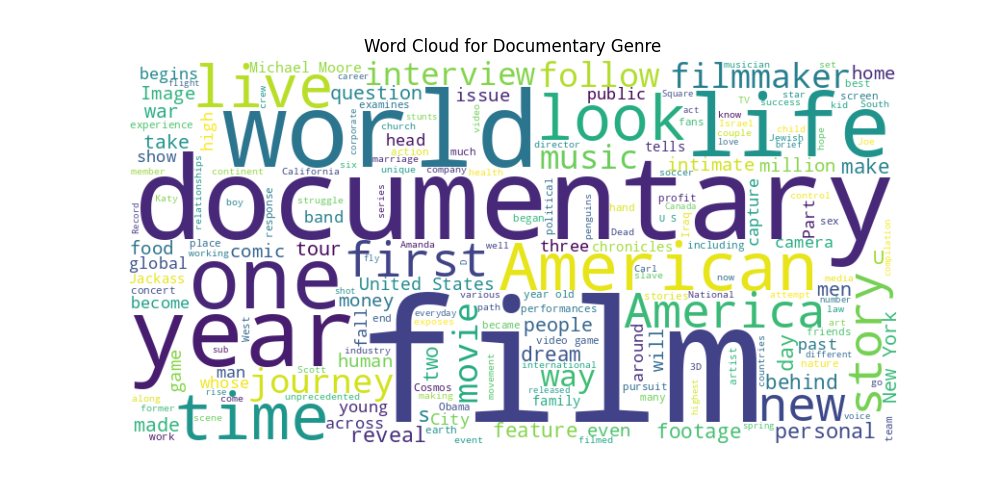 Word Cloud for Documentary Genre
begins
Michael Moore
interview
follow
filmmaker
musician
set
home
flight
live
career
question
issue
public
Square
TV
best
Image
crew
examines
stunts
video
fans
act
success
star
screen
war
high
world
look
life
kid
South
experience
corporate
church
head
director
tells
know
Israel
child
take
action
much
music
couple
Jewish
hope
Joe
show
marriage
unique
company
health
intimate
love
brief
million
make
member
relationships
continent
California
six
soccer
documentary
Katy
boy
response
struggle
series
hand
profit
Canada
control
Record
band
began
political
penguins
Dead
U S
Iraq
capture
Part
sex
food
place
working
comic
tour
Amanda
well
three
chronicles
including
camera
compilation
global
one
first
fly
D
American
Carl
slave
now
media
U
Jackass
concert
shot
United States
various
year old
stories
National
attempt
men
number
become
year
West
money
path
performances
America
law
story
fall
end
everyday
exposes
became
people
around
will
art
friends
New York
sub
industry
film
movie
video game
dream
artist
countries
day
past
different
game
man
human
two
movement
international
3D
nature
whose
Scott
journey
Cosmos
way
pursuit
behind
go
along
rise
come
unprecedented
making
released
family
many
highest
new
voice
former
time
young
Obama
s
City
made
scene
across
earth
feature
even
footage
spring
personal
team
work
reveal
event
filmed